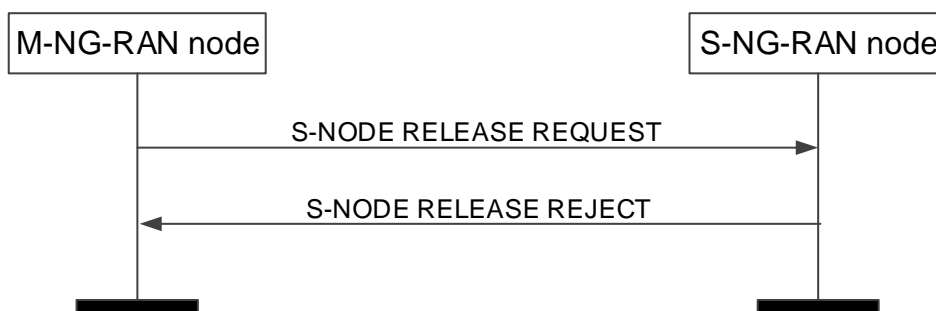 M-NG-RAN node
S-NG-RAN node
S-NODE RELEASE REQUEST
S-NODE RELEASE REJECT